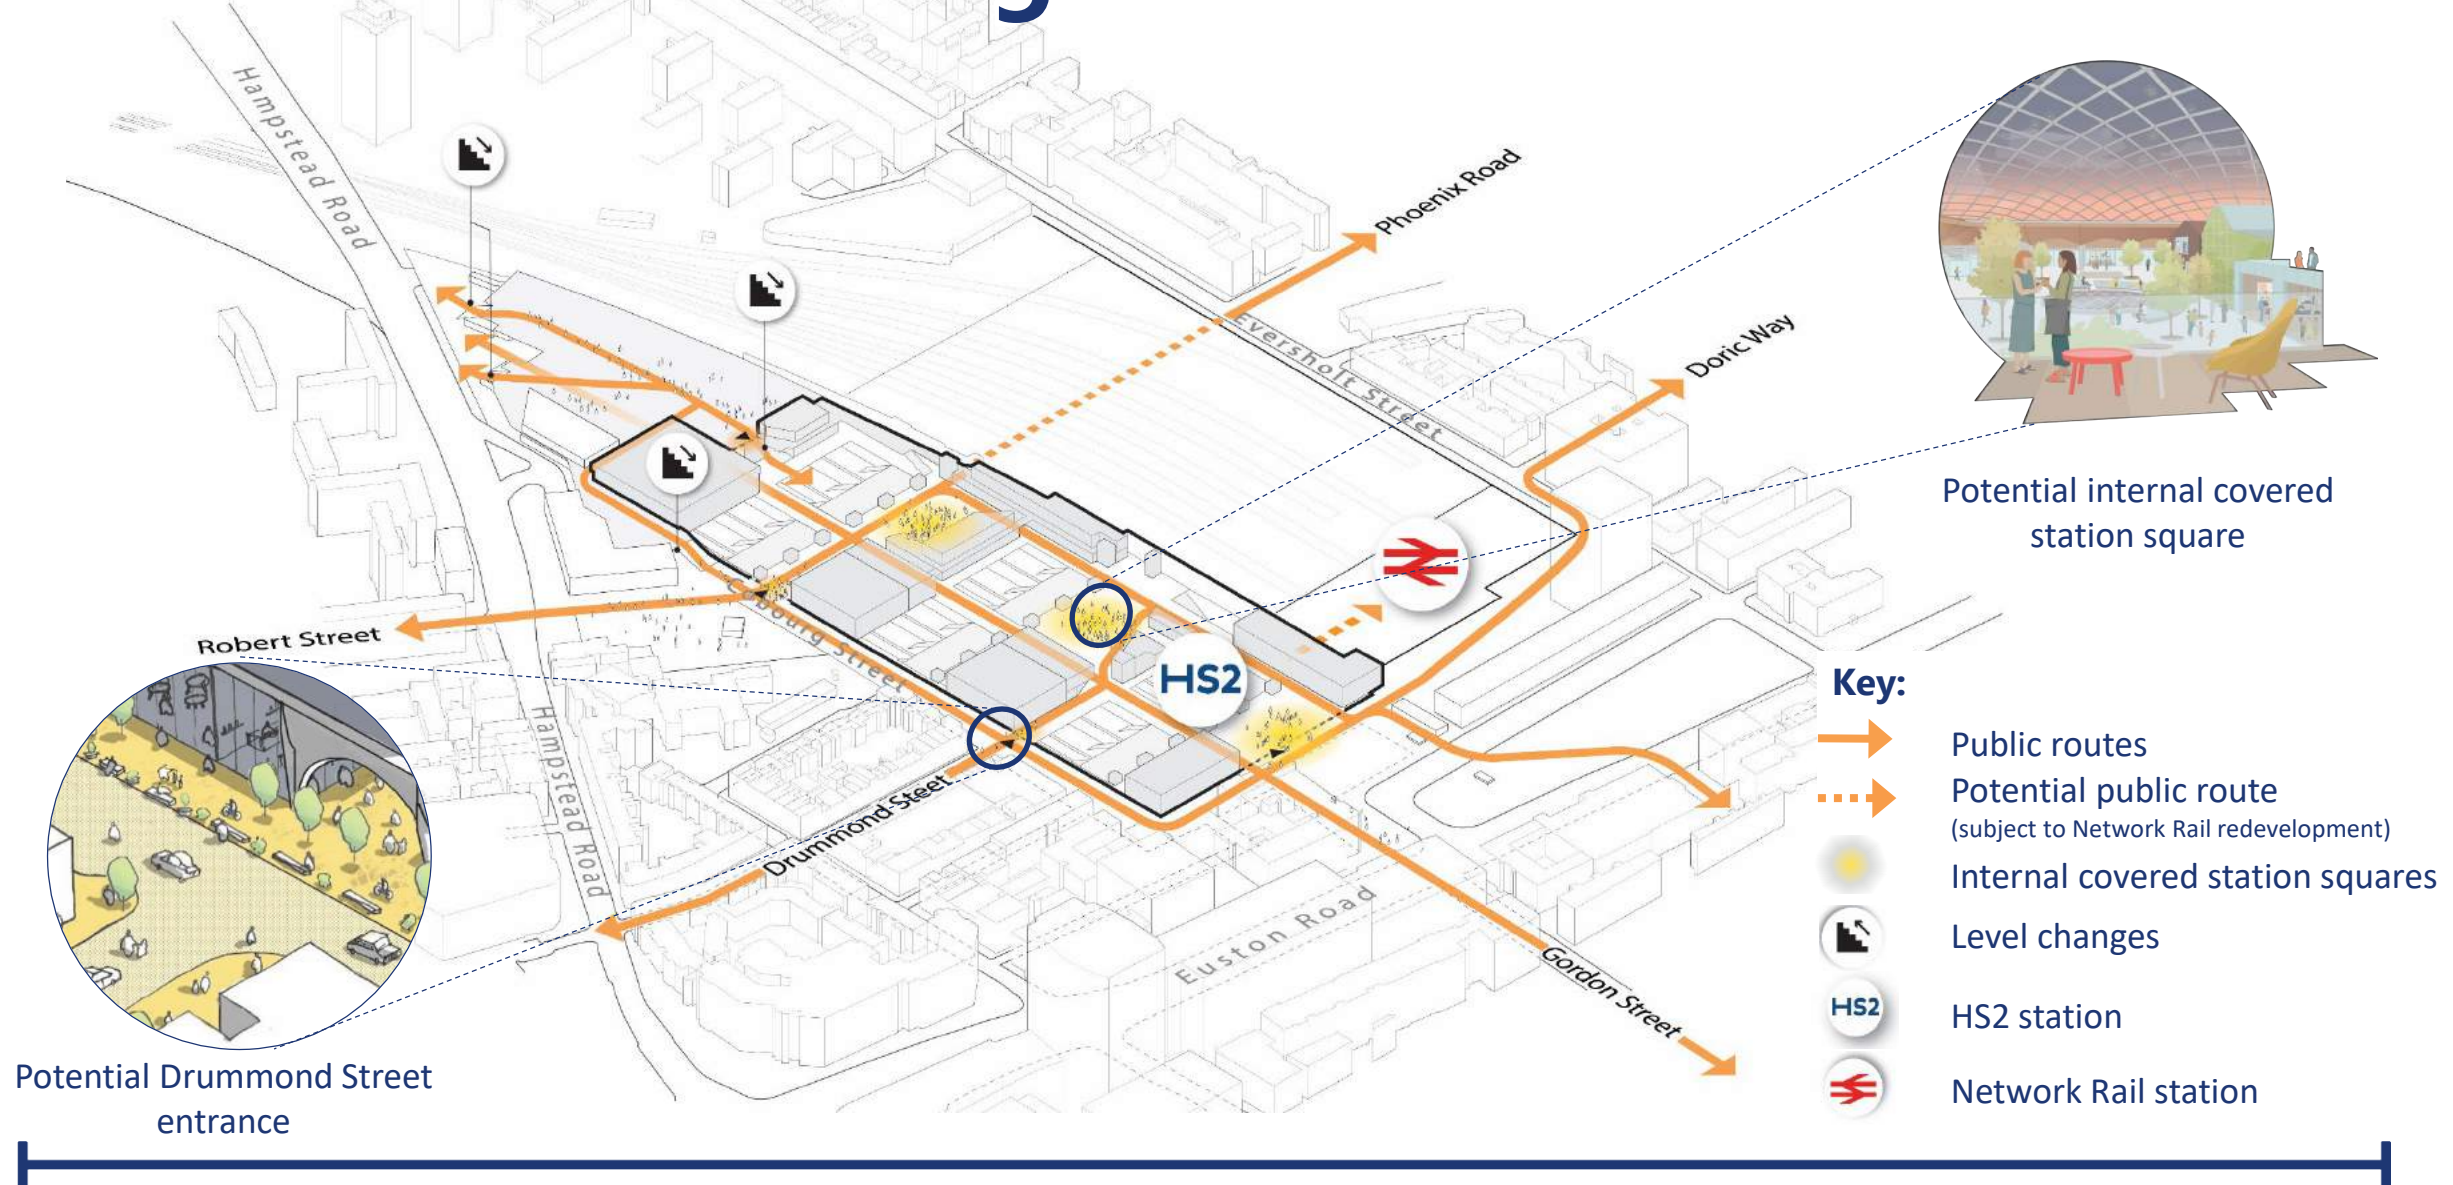 Hampstead Road
Phoenix Road
Eversholt Street
Doric Way
Potential internal covered
station square
Robert Street
Cobourg Street
HS2
Hampstead Road
Drummond Steet
Euston Road
Gordon Street
Potential Drummond Street
entrance
Key:
Public routes
Potential public route
(subject to Network Rail redevelopment)
Internal covered station squares
Level changes
HS2
HS2 station
Network Rail station